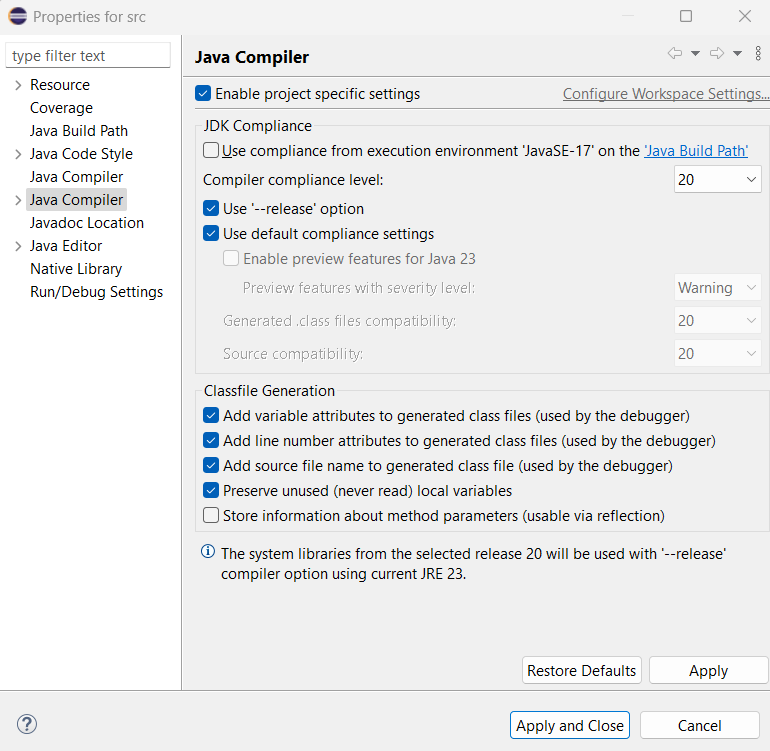 Properties for src
type filter text
Resource
Coverage
Java Build Path
Java Code Style
Java Compiler
Java Compiler
Javadoc Location
Java Editor
Native Library
Run/Debug Settings
Java Compiler
Enable project specific settings
Configure Workspace Settings...
JDK Compliance
Use compliance from execution environment 'JavaSE-17' on the 'Java Build Path'
Compiler compliance level:
20
Use '--release' option
Use default compliance settings
Enable preview features for Java 23
Preview features with severity level:
Warning
Generated .class files compatibility:
20
Source compatibility:
20
Classfile Generation
Add variable attributes to generated class files (used by the debugger)
Add line number attributes to generated class files (used by the debugger)
Add source file name to generated class file (used by the debugger)
Preserve unused (never read) local variables
Store information about method parameters (usable via reflection)
The system libraries from the selected release 20 will be used with '--release'
compiler option using current JRE 23.
Restore Defaults
Apply
Apply and Close
Cancel